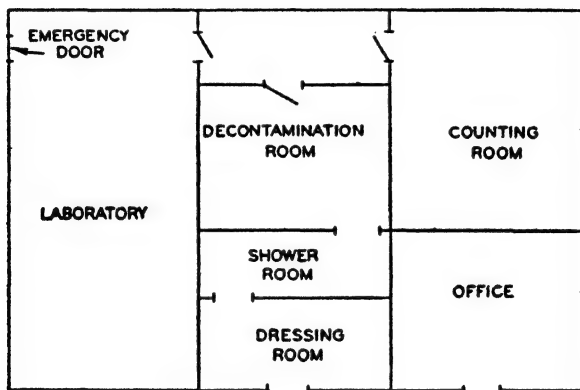 EMERGENCY
DOOR
DECONTAMINATION
ROOM
COUNTING
ROOM
LABORATORY
SHOWER
ROOM
OFFICE
DRESSING
ROOM